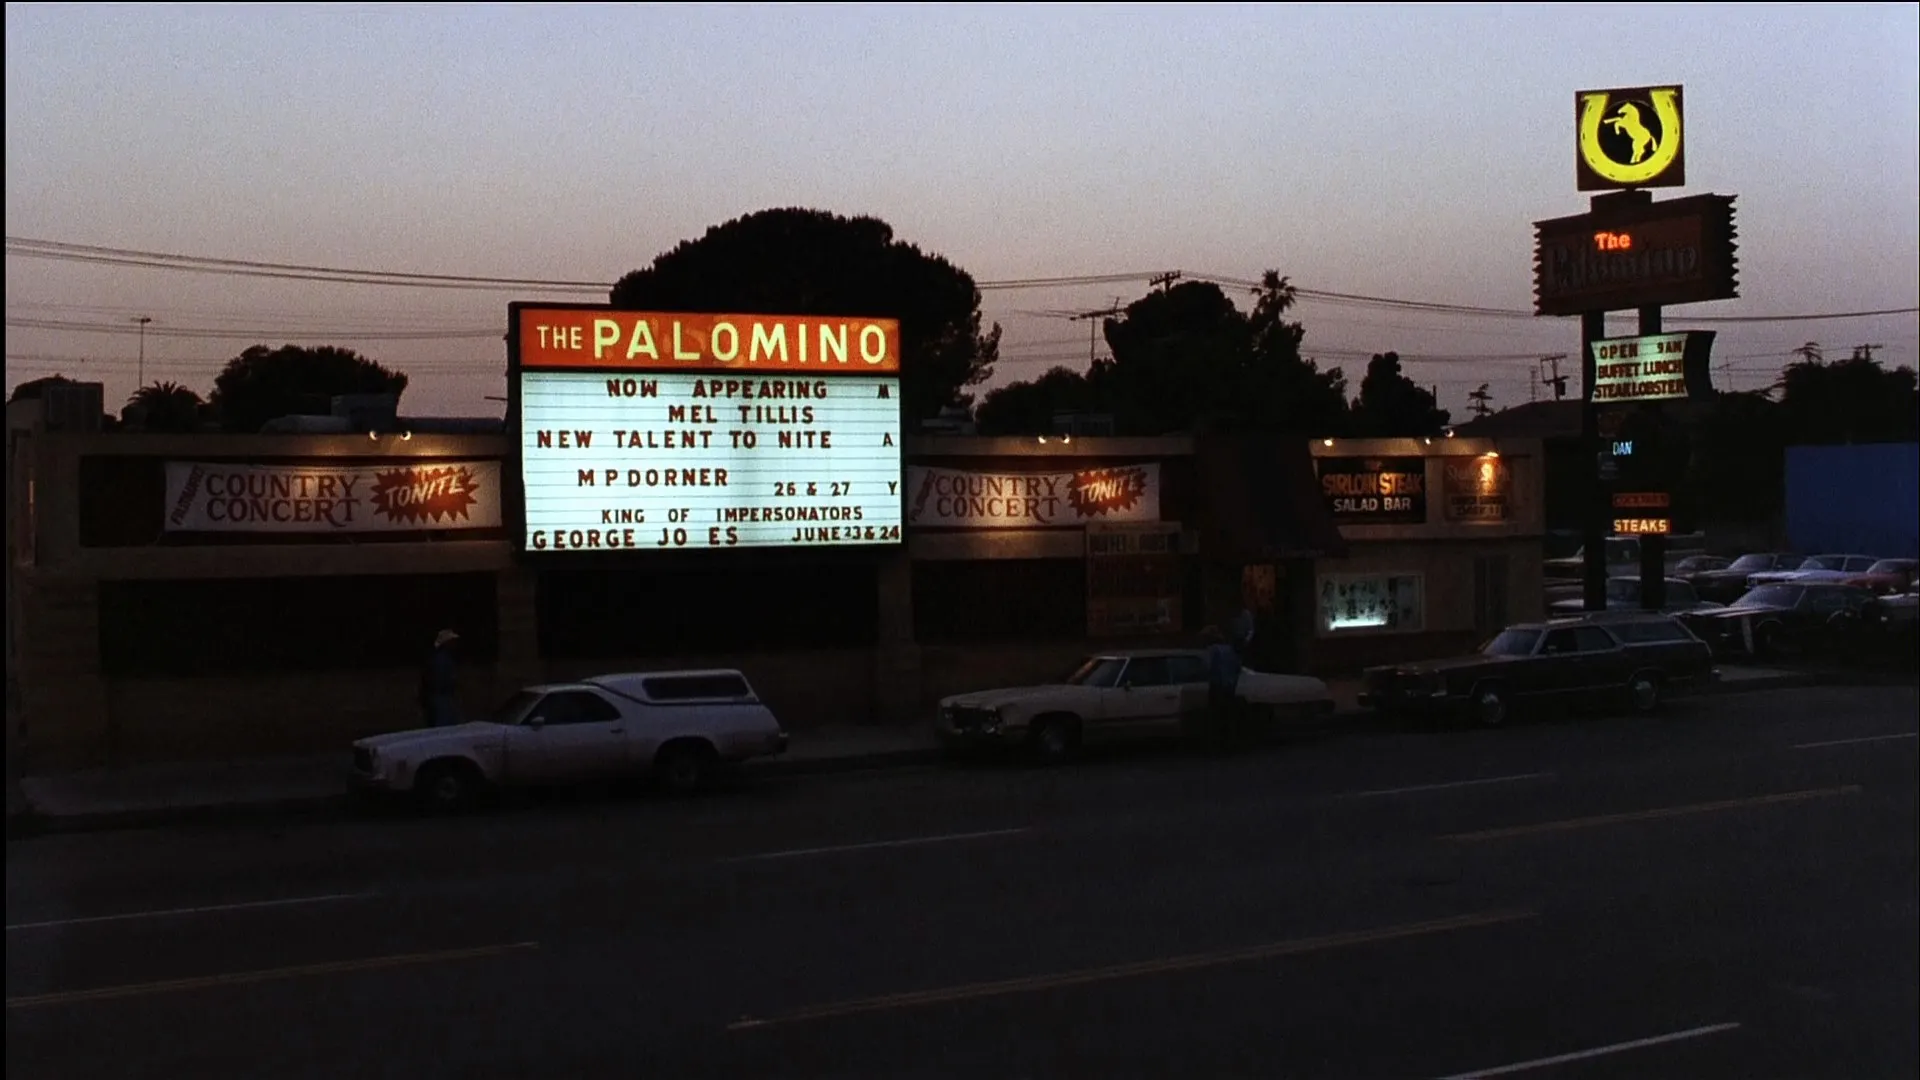 THE PALOMINO
NOW APPEARING M
MEL TILLIS
NEW TALENT TO NITE A
M P DORNER
26 & 27 Y
KING OF IMPERSONATORS
GEORGE JO ES JUNE 23 & 24
COUNTRY
CONCERT
TONITE
COUNTRY
CONCERT
TONITE
SIRLOIN STEAK
SALAD BAR
The
Palomino
OPEN 9AM
BUFFET LUNCH
STEAK LOBSTER
DAN
STEAKS